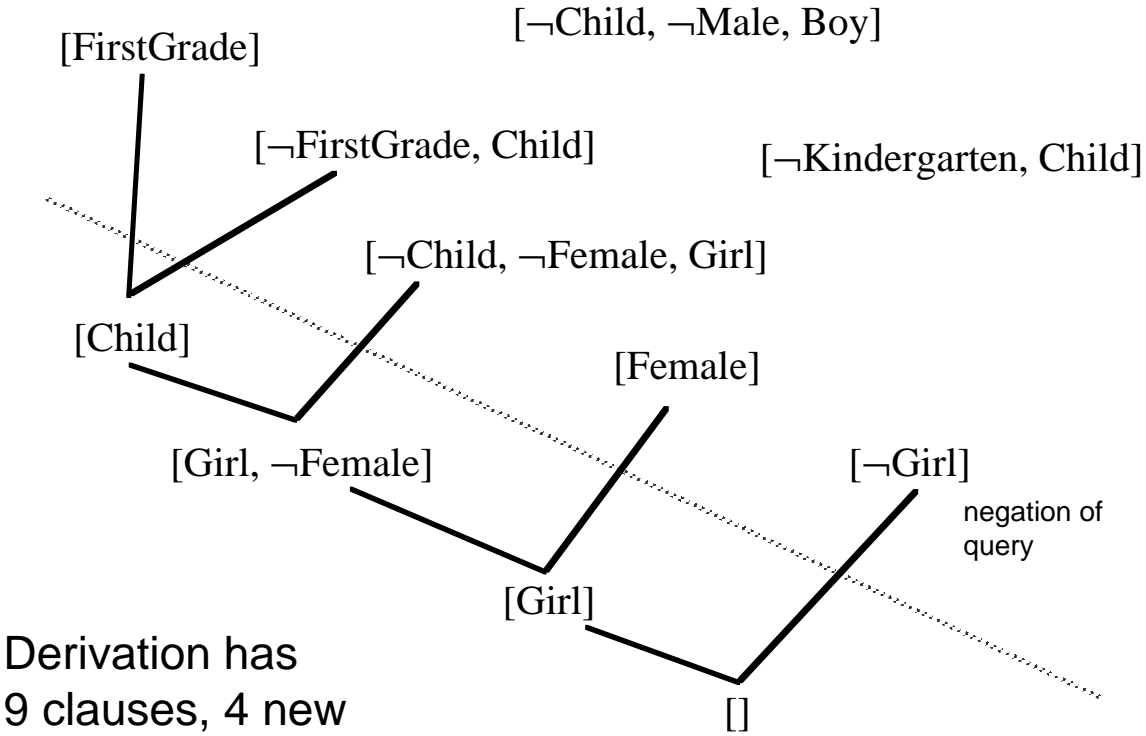 [¬Child, ¬Male, Boy]
[FirstGrade]
[¬FirstGrade, Child]
[¬Kindergarten, Child]
[¬Child, ¬Female, Girl]
[Child]
[Female]
[Girl, ¬Female]
[¬Girl]
negation of
query
[Girl]
Derivation has
9 clauses, 4 new
[]